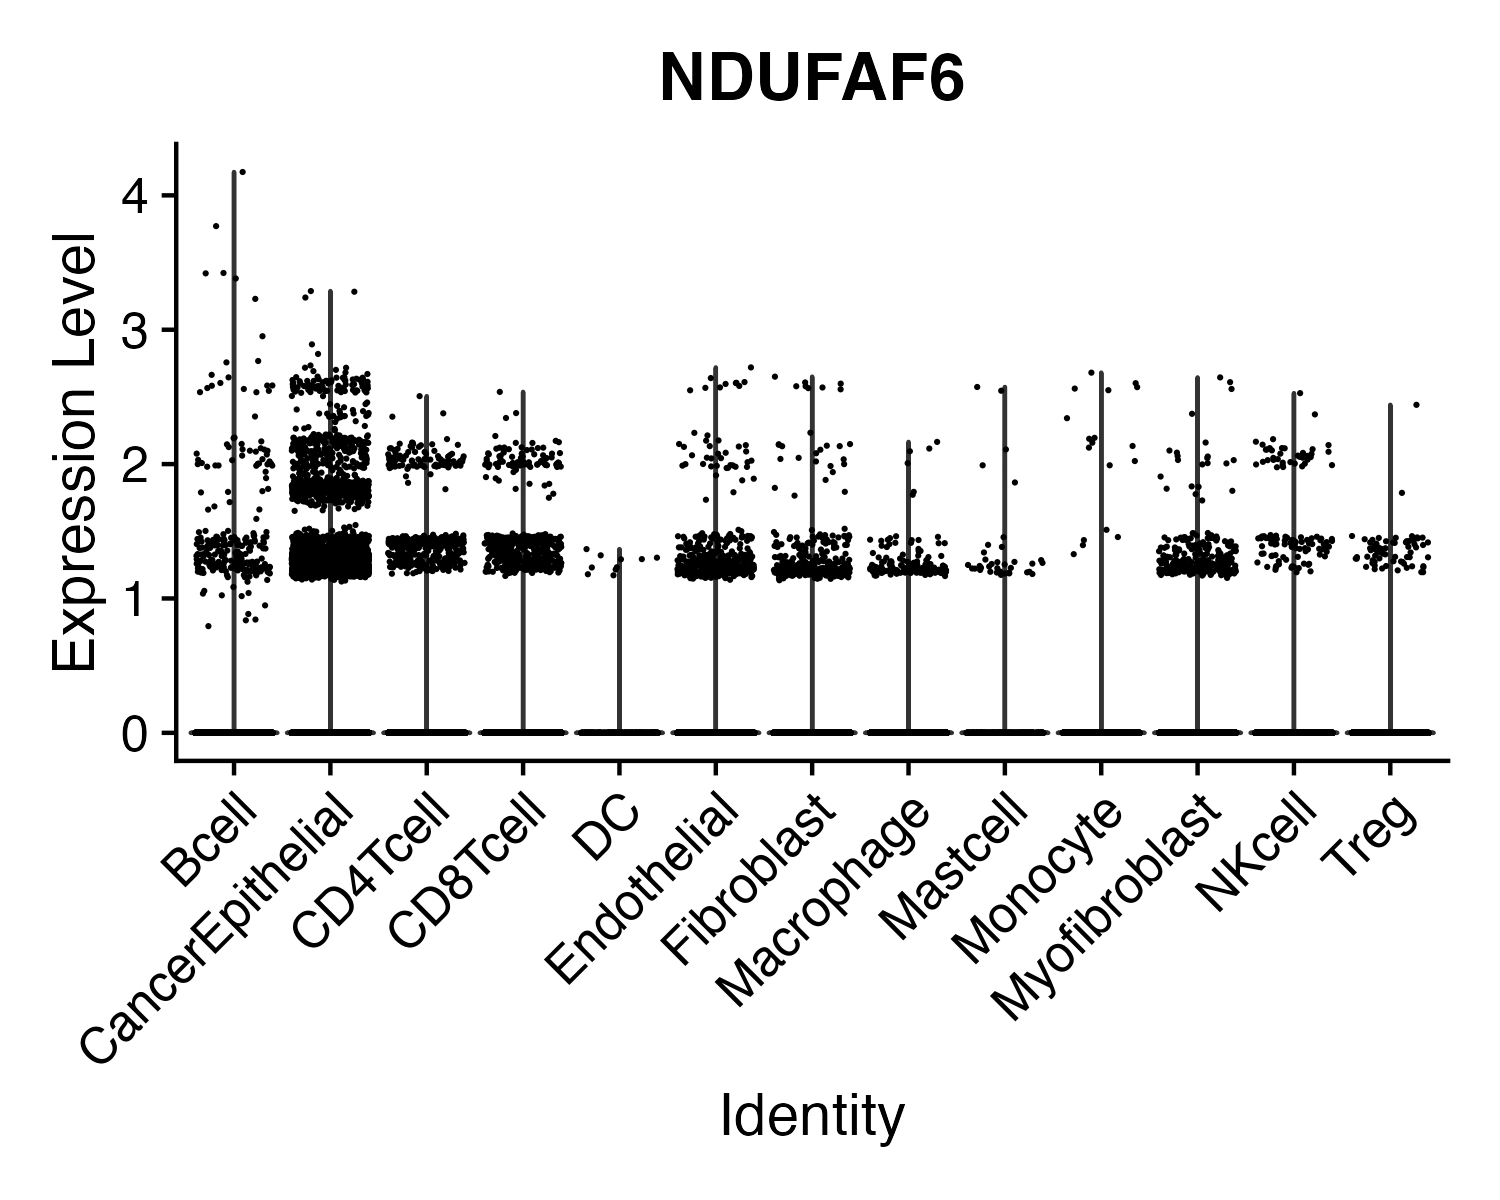 NDUFAF6
Expression Level
4
3
2
1
0
Bcell
CancerEpithelial
CD4Tcell
CD8Tcell
DC
Endothelial
Fibroblast
Macrophage
Mastcell
Monocyte
Myofibroblast
NKcell
Treg
Identity